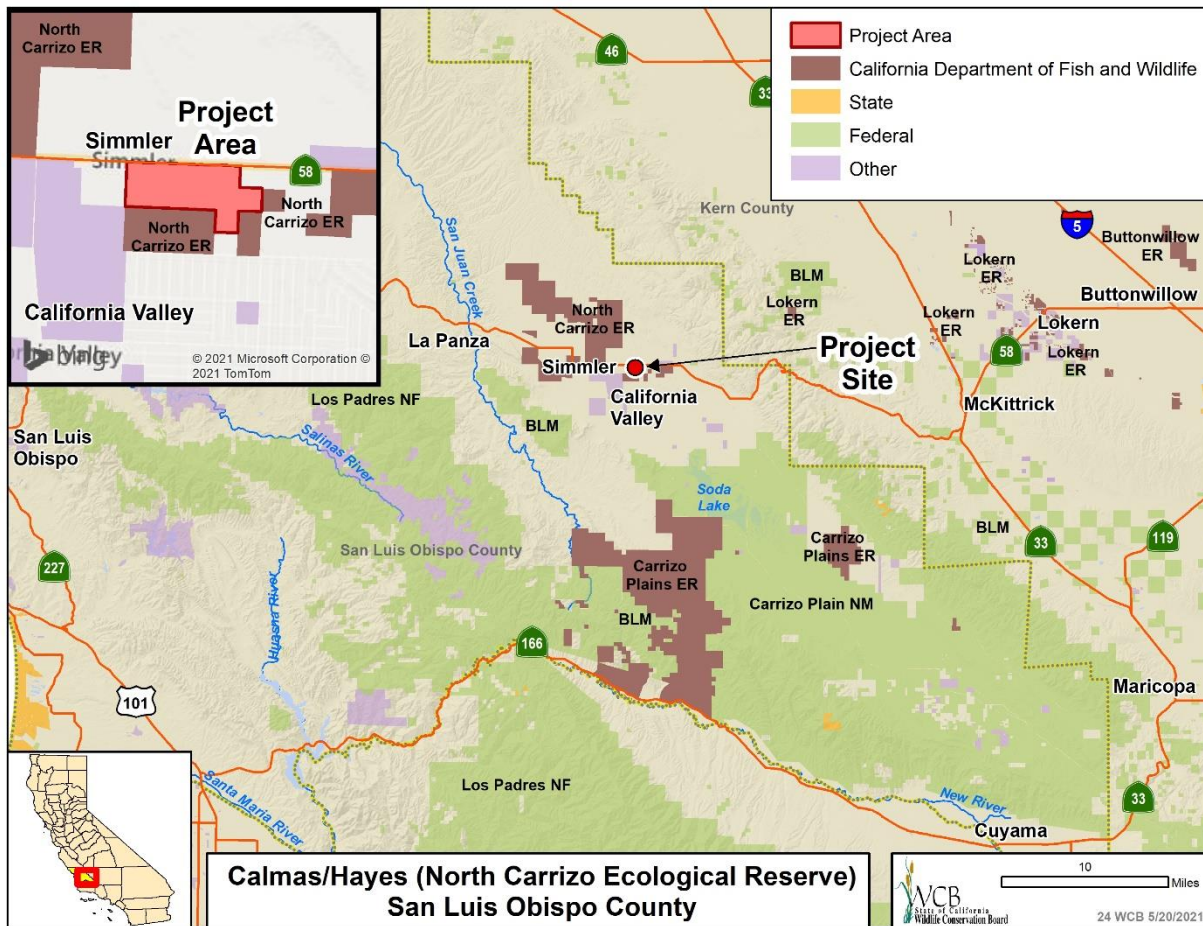 North
Carrizo ER
Project
Area
Simmler
Simmler
58
North
Carrizo ER
North
Carrizo ER
California Valley
bing
© 2021 Microsoft Corporation ©
2021 TomTom
Project Area
California Department of Fish and Wildlife
State
Federal
Other
46
33
Kern County
5
Buttonwillow
ER
Lokern
ER
Buttonwillow
BLM
Lokern
ER
Lokern
ER
Lokern
58
Lokern
ER
San Juan Creek
North
Carrizo ER
La Panza
Simmler
Project
Site
California
Valley
McKittrick
Los Padres NF
BLM
San Luis
Obispo
Salinas River
Soda
Lake
San Luis Obispo County
BLM
Carrizo
Plains ER
Carrizo
Plains ER
33
119
227
Huasna River
BLM
Carrizo Plain NM
166
Maricopa
101
Los Padres NF
Santa Maria River
New River
33
Cuyama
Calmas/Hayes (North Carrizo Ecological Reserve)
San Luis Obispo County
WCB
State of California
Wildlife Conservation Board
10
Miles
24 WCB 5/20/2021